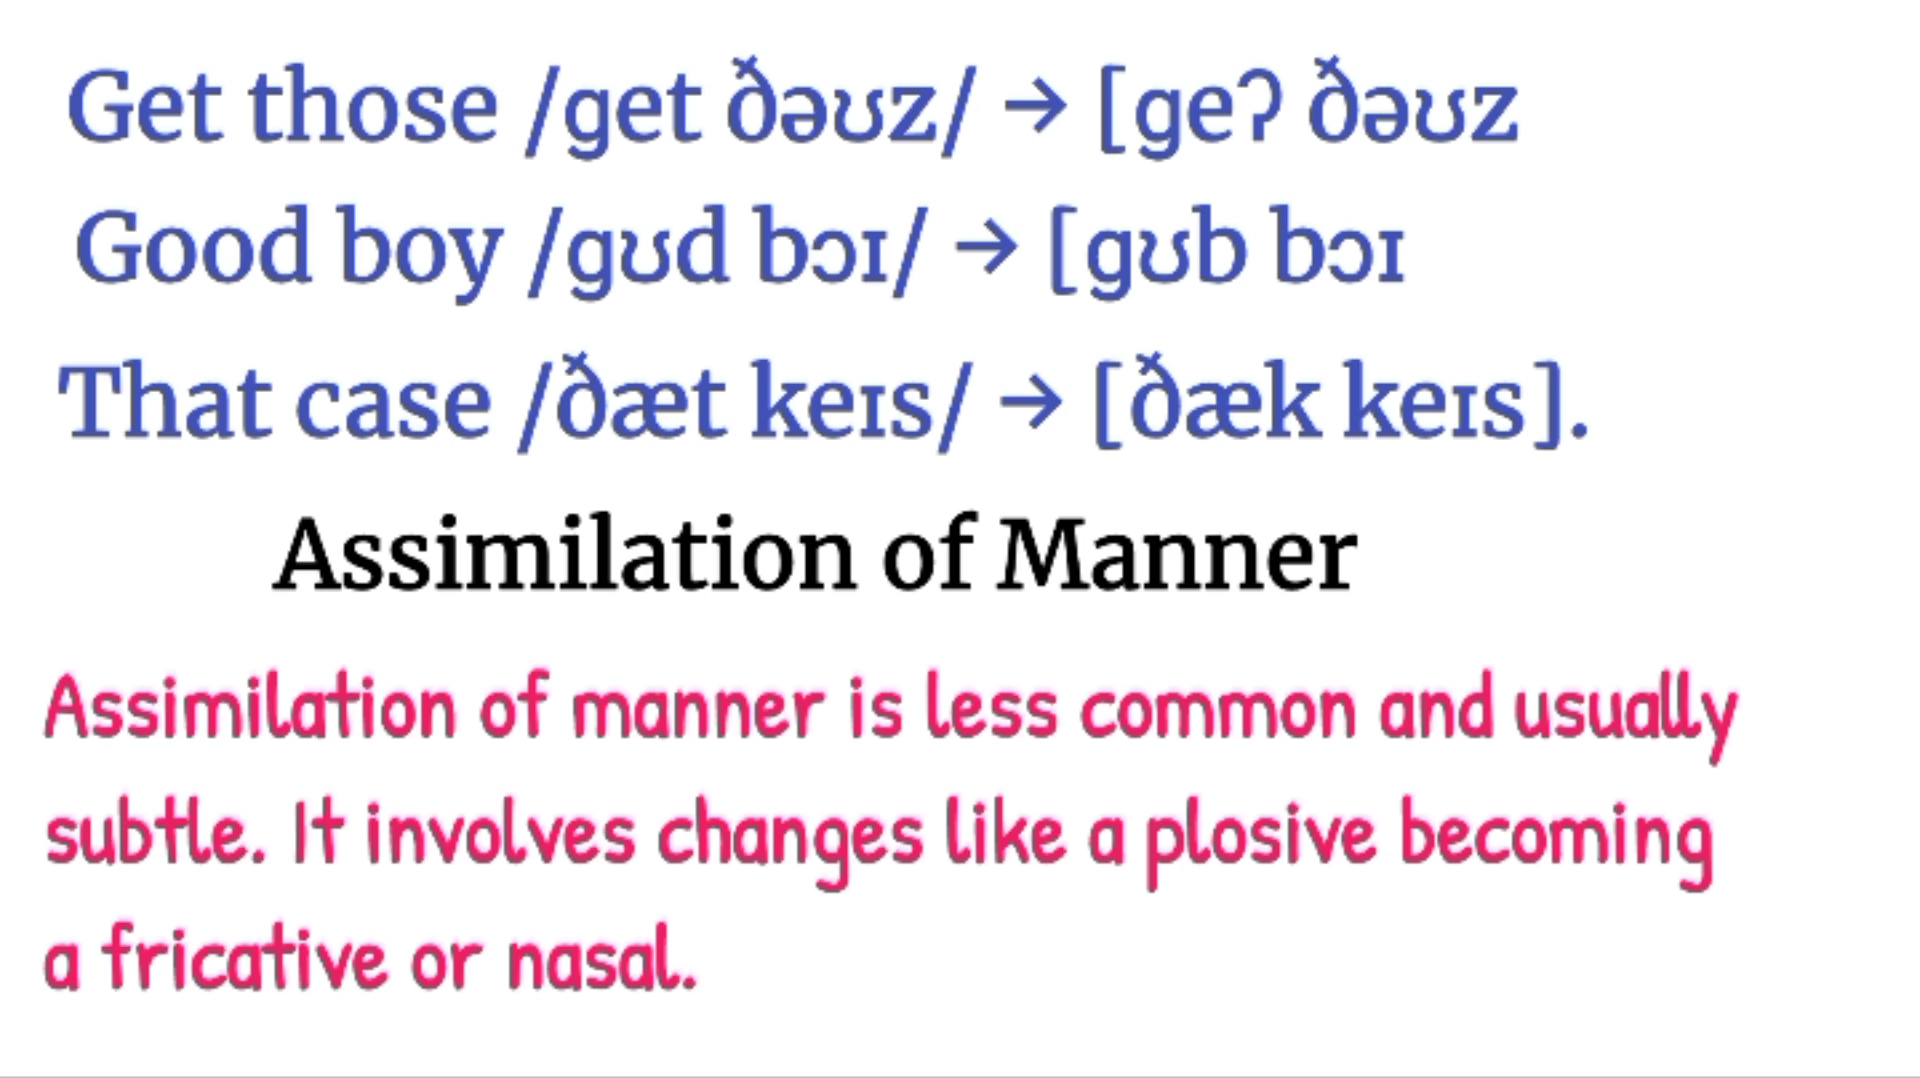 Get those /get ðəʊz/ → [geʔ ðəʊz
Good boy /gʊd bɔɪ/ → [gʊb bɔɪ
That case /ðæt keɪs/ → [ðæk keɪs].
Assimilation of Manner
Assimilation of manner is less common and usually
subtle. It involves changes like a plosive becoming
a fricative or nasal.